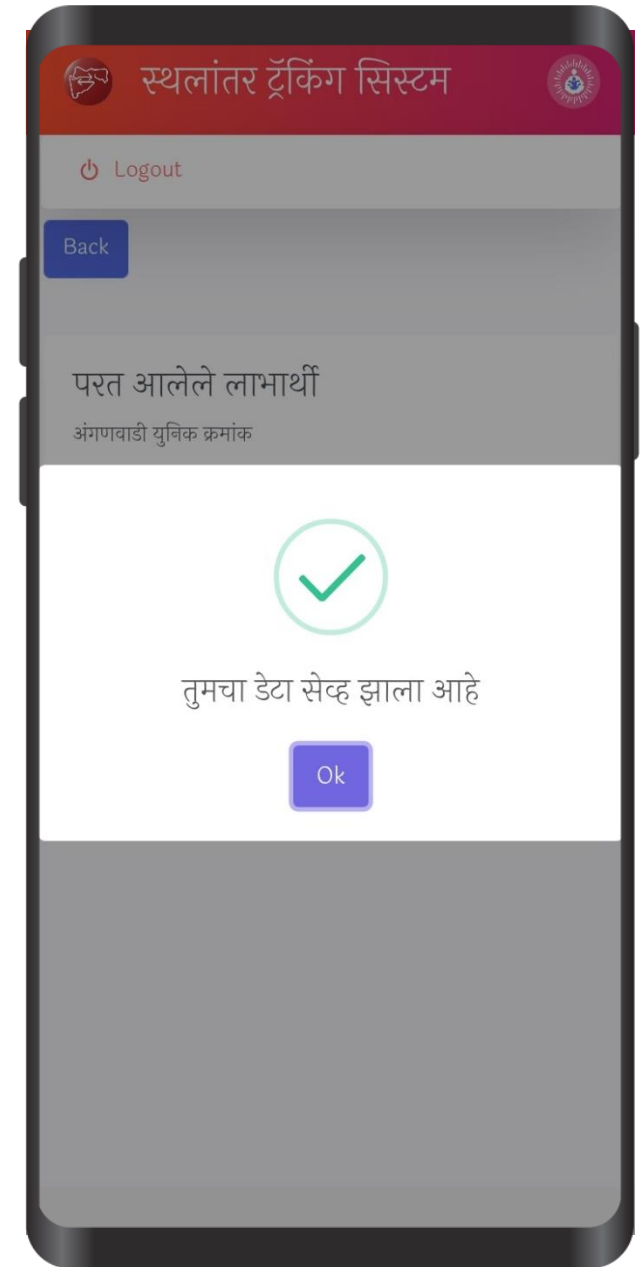 स्थलांतर ट्रॅकिंग सिस्टम
Logout
Back
परत आलेले लाभार्थी
अंगणवाडी युनिक क्रमांक
तुमचा डेटा सेव्ह झाला आहे
Ok